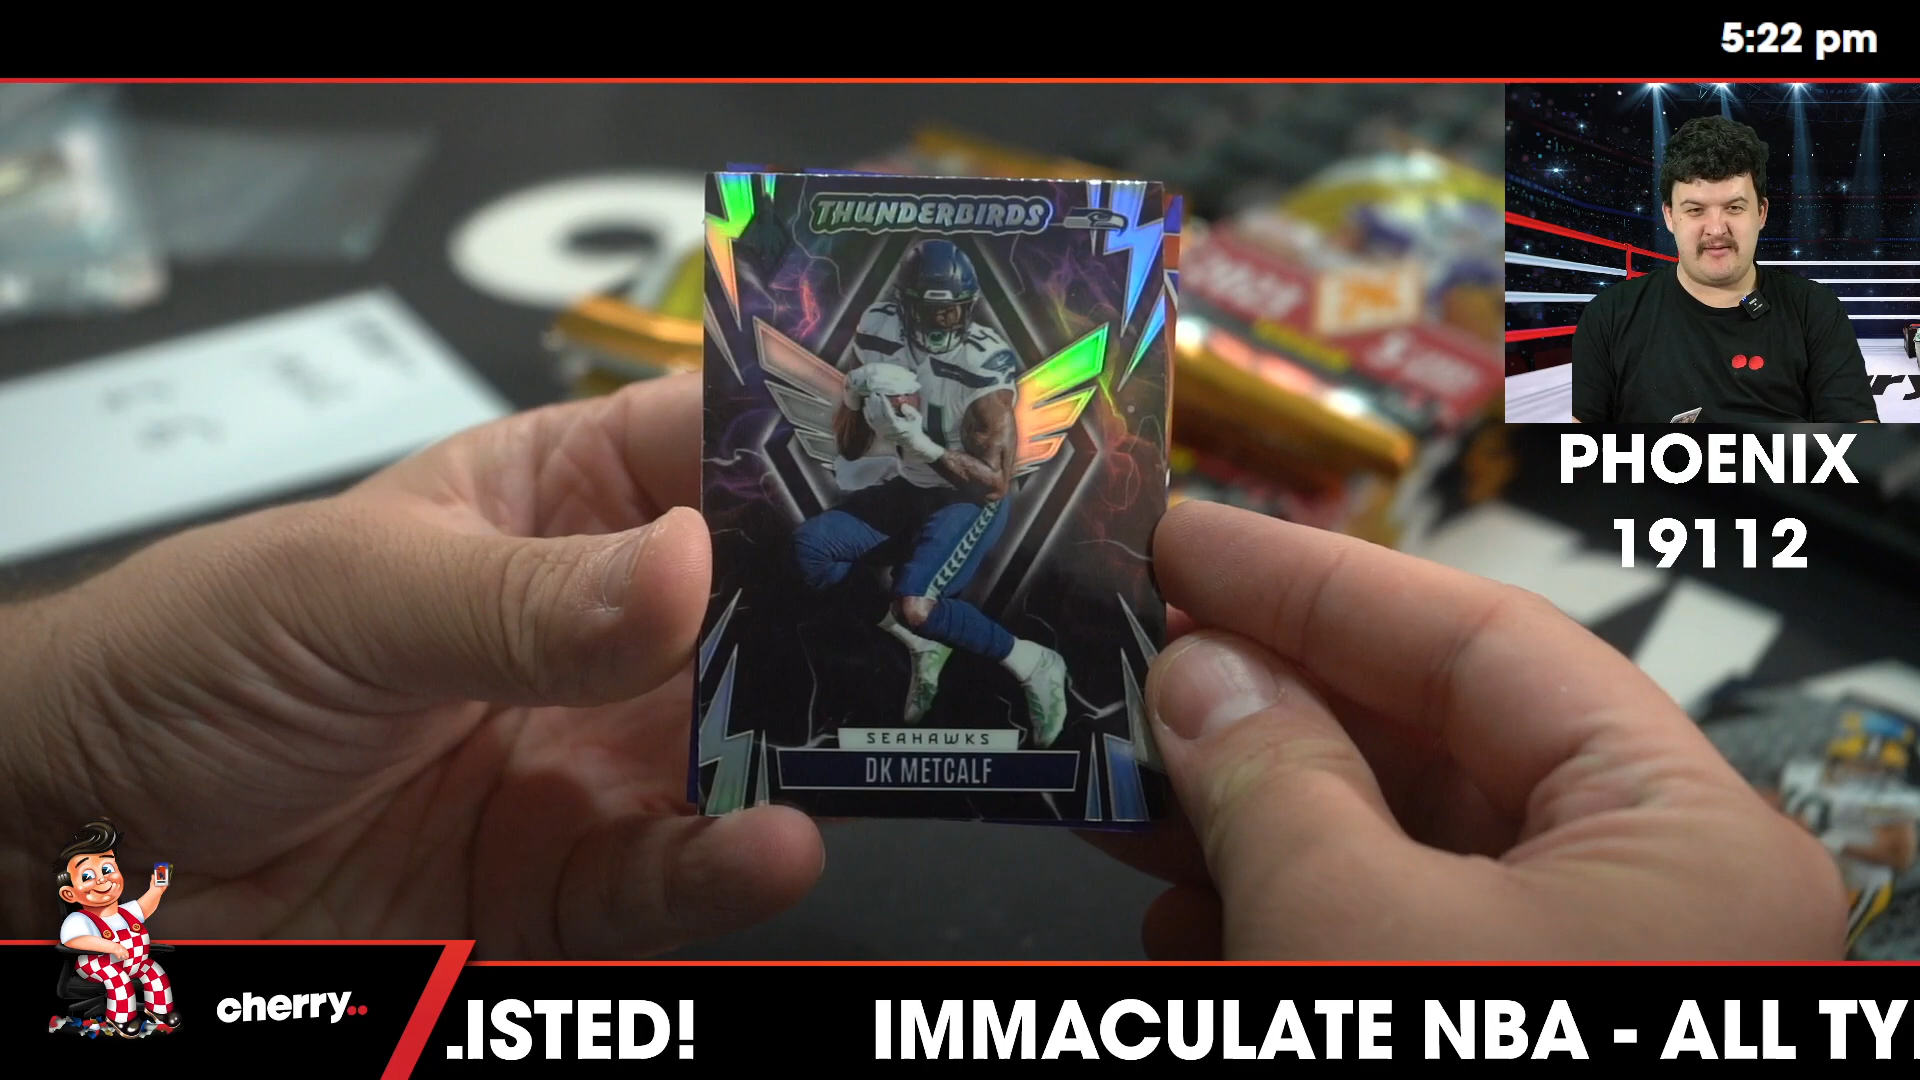 5:22 pm
THUNDERBIRDS
SEAHAWKS
DK METCALF
PHOENIX
19112
cherry..
.ISTED!
IMMACULATE NBA - ALL TY